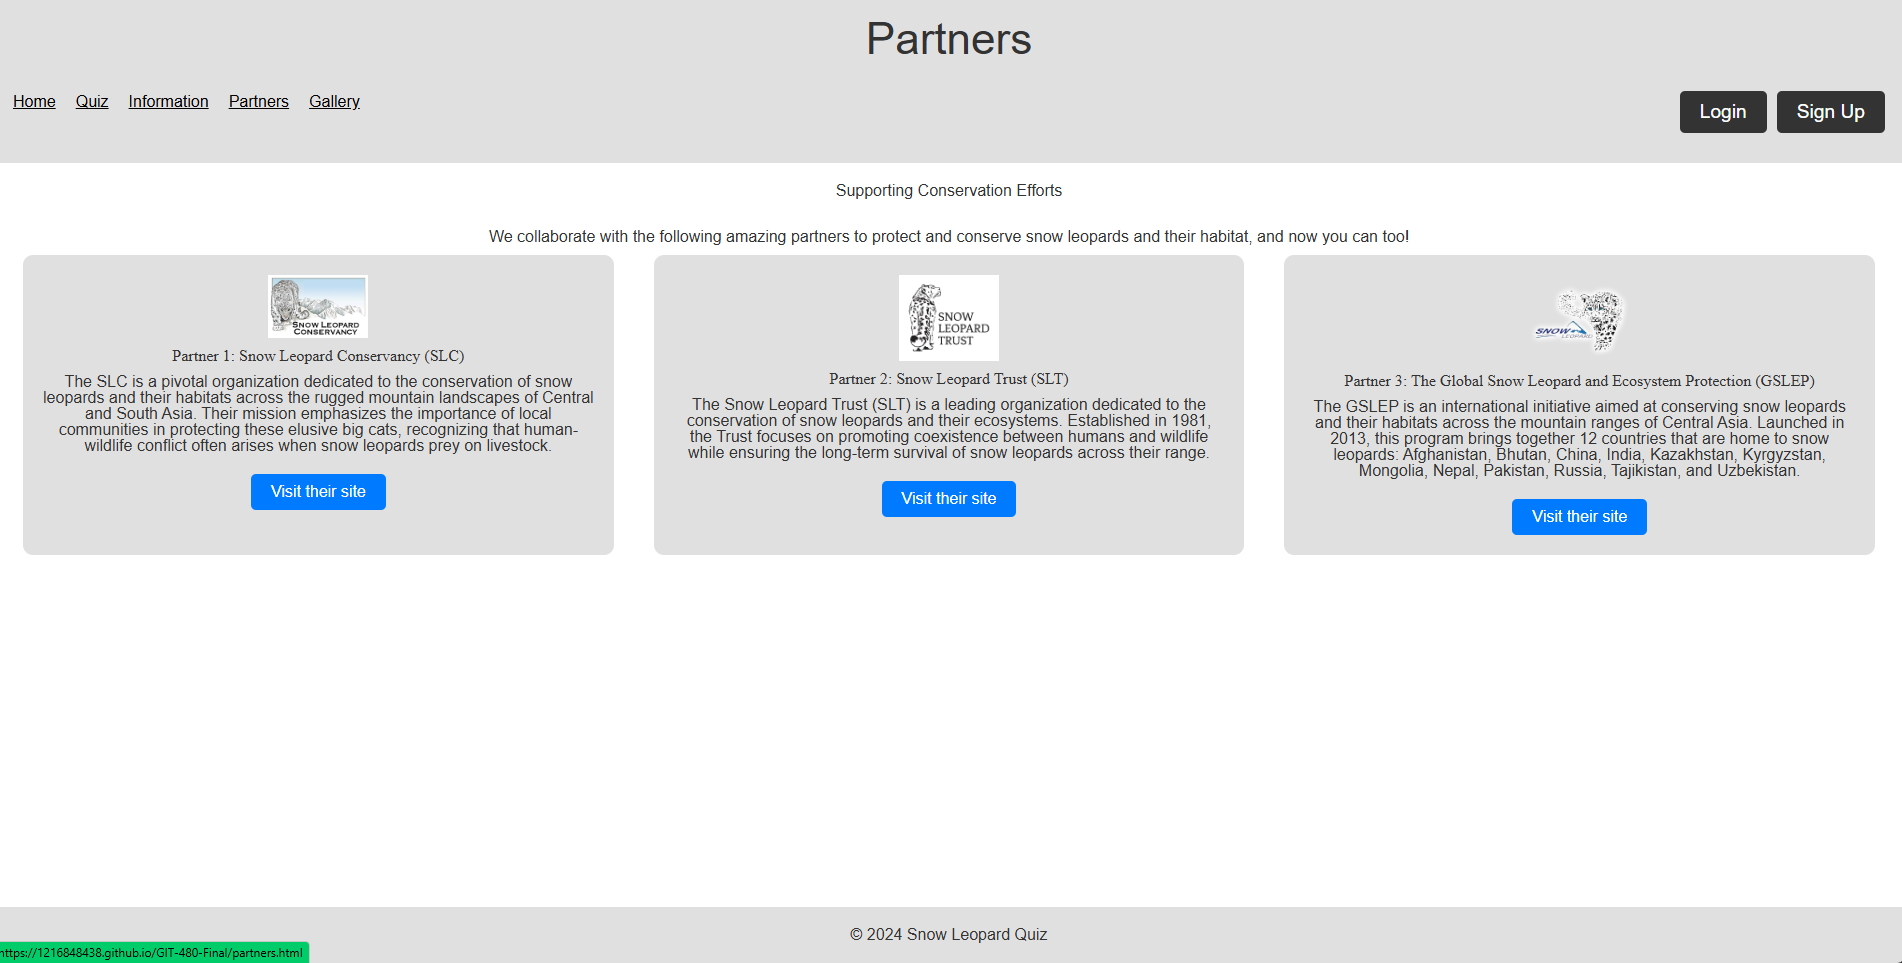 Partners
Home Quiz Information Partners Gallery
Login Sign Up
Supporting Conservation Efforts
We collaborate with the following amazing partners to protect and conserve snow leopards and their habitat, and now you can too!
SNOW LEOPARD
CONSERVANCY
Partner 1: Snow Leopard Conservancy (SLC)
The SLC is a pivotal organization dedicated to the conservation of snow
leopards and their habitats across the rugged mountain landscapes of Central
and South Asia. Their mission emphasizes the importance of local
communities in protecting these elusive big cats, recognizing that human-
wildlife conflict often arises when snow leopards prey on livestock.
Visit their site
SNOW
LEOPARD
TRUST
Partner 2: Snow Leopard Trust (SLT)
The Snow Leopard Trust (SLT) is a leading organization dedicated to the
conservation of snow leopards and their ecosystems. Established in 1981,
the Trust focuses on promoting coexistence between humans and wildlife
while ensuring the long-term survival of snow leopards across their range.
Visit their site
SNOW
LEOPARD
Partner 3: The Global Snow Leopard and Ecosystem Protection (GSLEP)
The GSLEP is an international initiative aimed at conserving snow leopards
and their habitats across the mountain ranges of Central Asia. Launched in
2013, this program brings together 12 countries that are home to snow
leopards: Afghanistan, Bhutan, China, India, Kazakhstan, Kyrgyzstan,
Mongolia, Nepal, Pakistan, Russia, Tajikistan, and Uzbekistan.
Visit their site
© 2024 Snow Leopard Quiz
https://1216848438.github.io/GIT-480-Final/partners.html